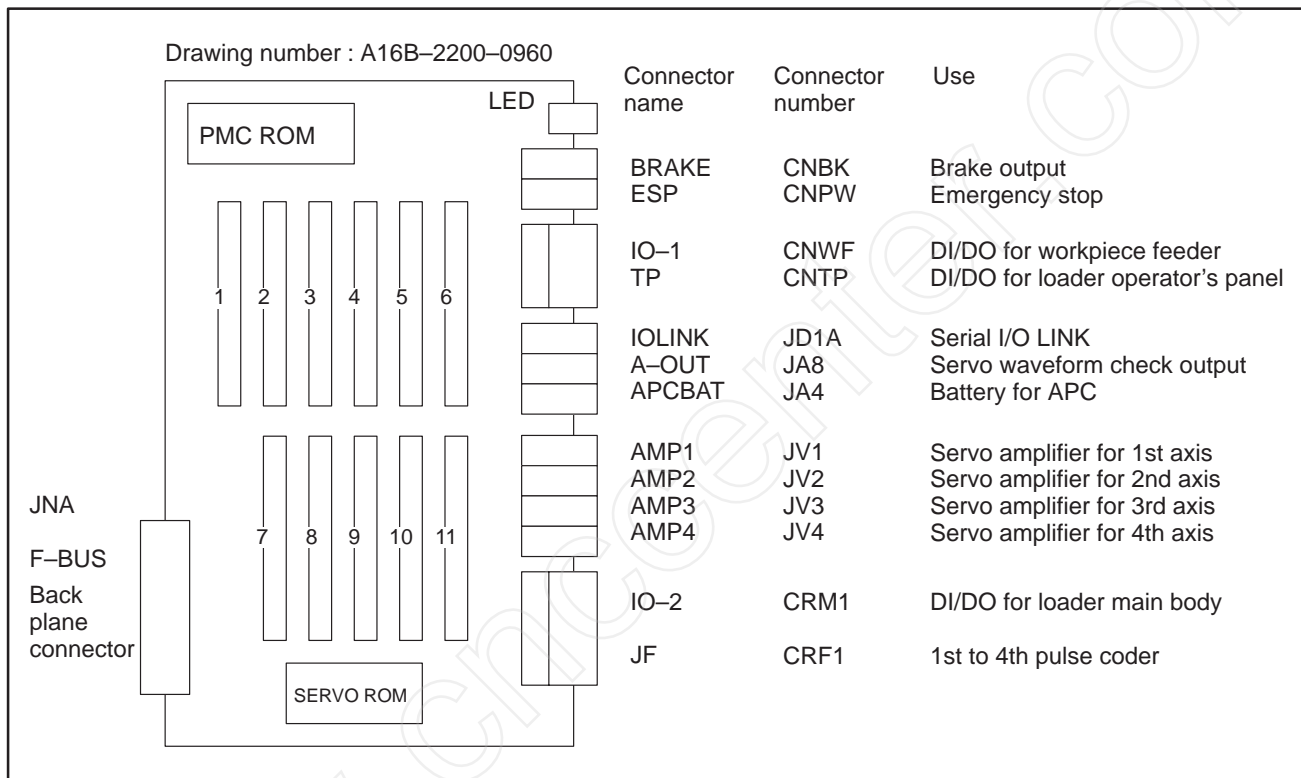 Drawing number : A16B–2200–0960
LED
PMC ROM
1 2 3 4 5 6
7 8 9 10 11
SERVO ROM
JNA
F–BUS
Back
plane
connector
Connector name Connector number Use
BRAKE CNBK Brake output
ESP CNPW Emergency stop
IO–1 CNWF DI/DO for workpiece feeder
TP CNTP DI/DO for loader operator's panel
IOLINK JD1A Serial I/O LINK
A–OUT JA8 Servo waveform check output
APCBAT JA4 Battery for APC
AMP1 JV1 Servo amplifier for 1st axis
AMP2 JV2 Servo amplifier for 2nd axis
AMP3 JV3 Servo amplifier for 3rd axis
AMP4 JV4 Servo amplifier for 4th axis
IO–2 CRM1 DI/DO for loader main body
JF CRF1 1st to 4th pulse coder
cnccenter.co